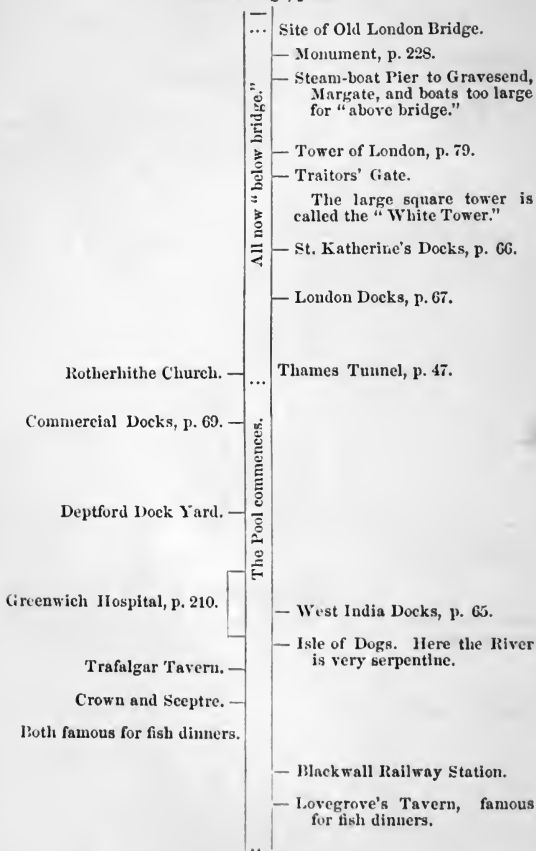 Site of Old London Bridge.
— Monument, p. 228.
— Steam-boat Pier to Gravesend,
Margate, and boats too large
for "above bridge."
All now "below bridge."
— Tower of London, p. 79.
— Traitors' Gate.
The large square tower is
called the "White Tower."
— St. Katherine's Docks, p. 66.
— London Docks, p. 67.
Rotherhithe Church. —
Thames Tunnel, p. 47.
Commercial Docks, p. 69. —
The Pool commences.
Deptford Dock Yard. —
Greenwich Hospital, p. 210.
— West India Docks, p. 65.
— Isle of Dogs. Here the River
is very serpentine.
Trafalgar Tavern. —
Crown and Sceptre. —
Both famous for fish dinners.
— Blackwall Railway Station.
— Lovegrove's Tavern, famous
for fish dinners.